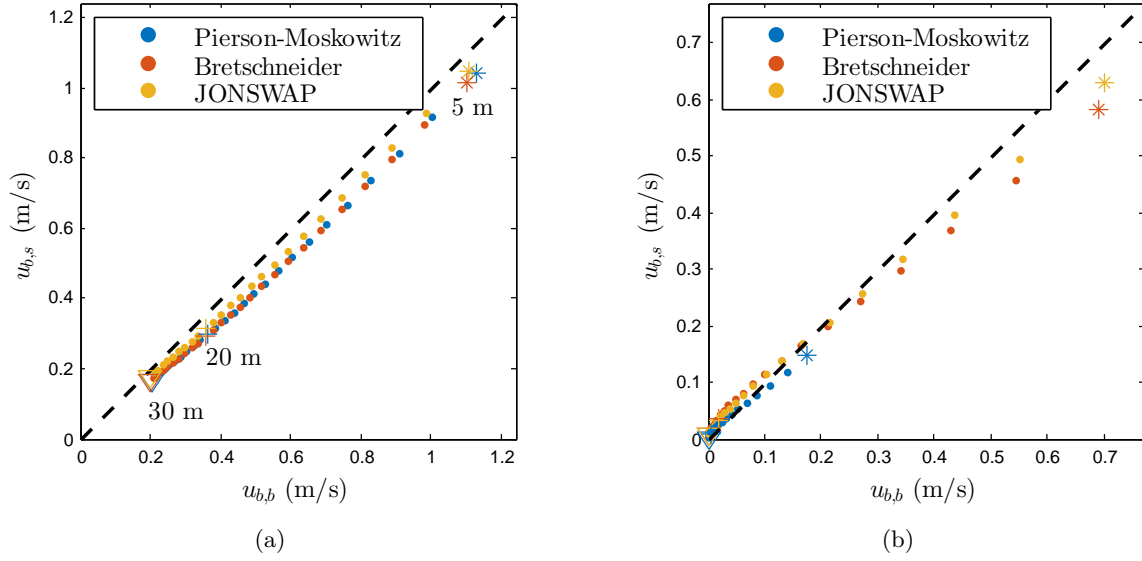 Pierson-Moskowitz
Bretschneider
JONSWAP
1.2
1
0.8
0.6
0.4
0.2
0
u_{b,s} (m/s)
5 m
20 m
30 m
0
0.2
0.4
0.6
0.8
1
1.2
u_{b,b} (m/s)
(a)
Pierson-Moskowitz
Bretschneider
JONSWAP
0.7
0.6
0.5
0.4
0.3
0.2
0.1
0
u_{b,s} (m/s)
0
0.1
0.2
0.3
0.4
0.5
0.6
0.7
u_{b,b} (m/s)
(b)